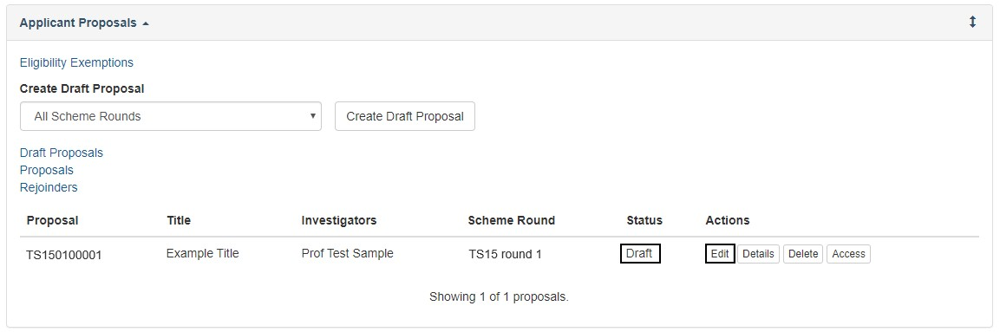 Applicant Proposals
Eligibility Exemptions
Create Draft Proposal
All Scheme Rounds Create Draft Proposal
Draft Proposals
Proposals
Rejoinders
Proposal Title Investigators Scheme Round Status Actions
TS150100001 Example Title Prof Test Sample TS15 round 1 Draft Edit Details Delete Access
Showing 1 of 1 proposals.